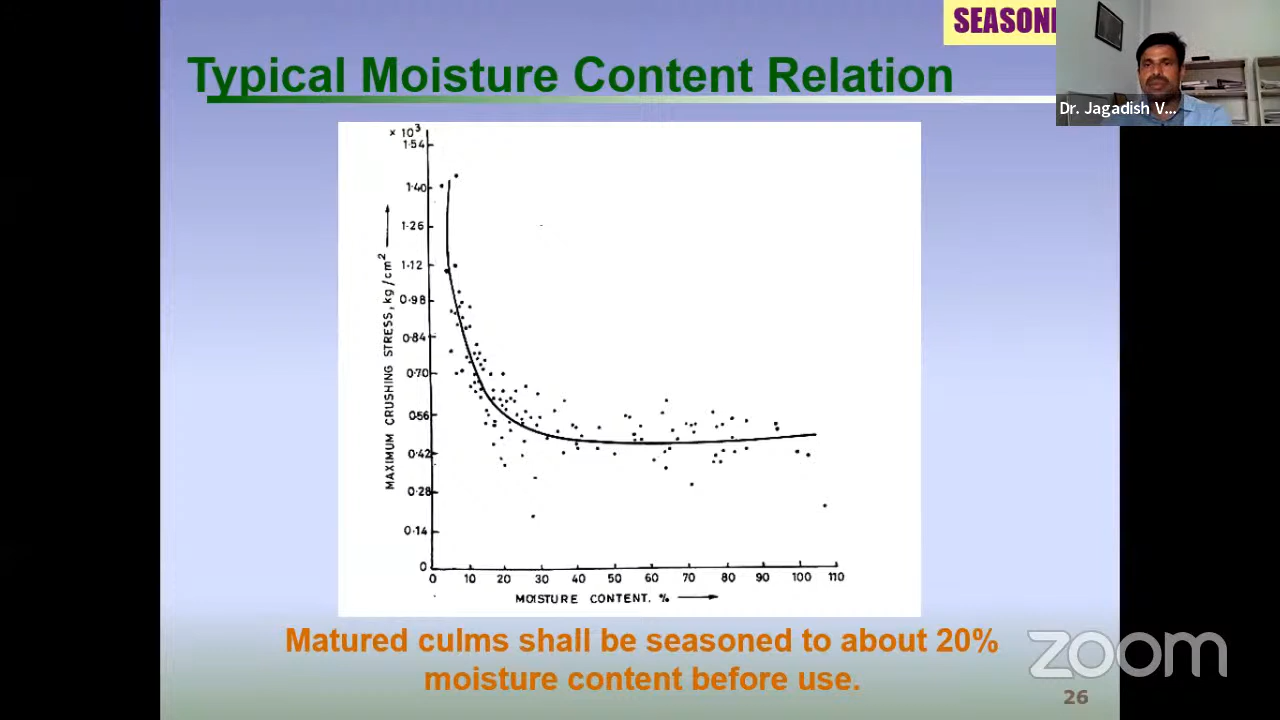 SEASONI
Typical Moisture Content Relation
Dr. Jagadish V...
× 10³
1·54
1·40
1·26
1·12
0·98
0·84
0·70
0·56
0·42
0·28
0·14
0
MAXIMUM CRUSHING STRESS, kg/cm²
0 10 20 30 40 50 60 70 80 90 100 110
MOISTURE CONTENT. %
Matured culms shall be seasoned to about 20%
moisture content before use.
zoom
26